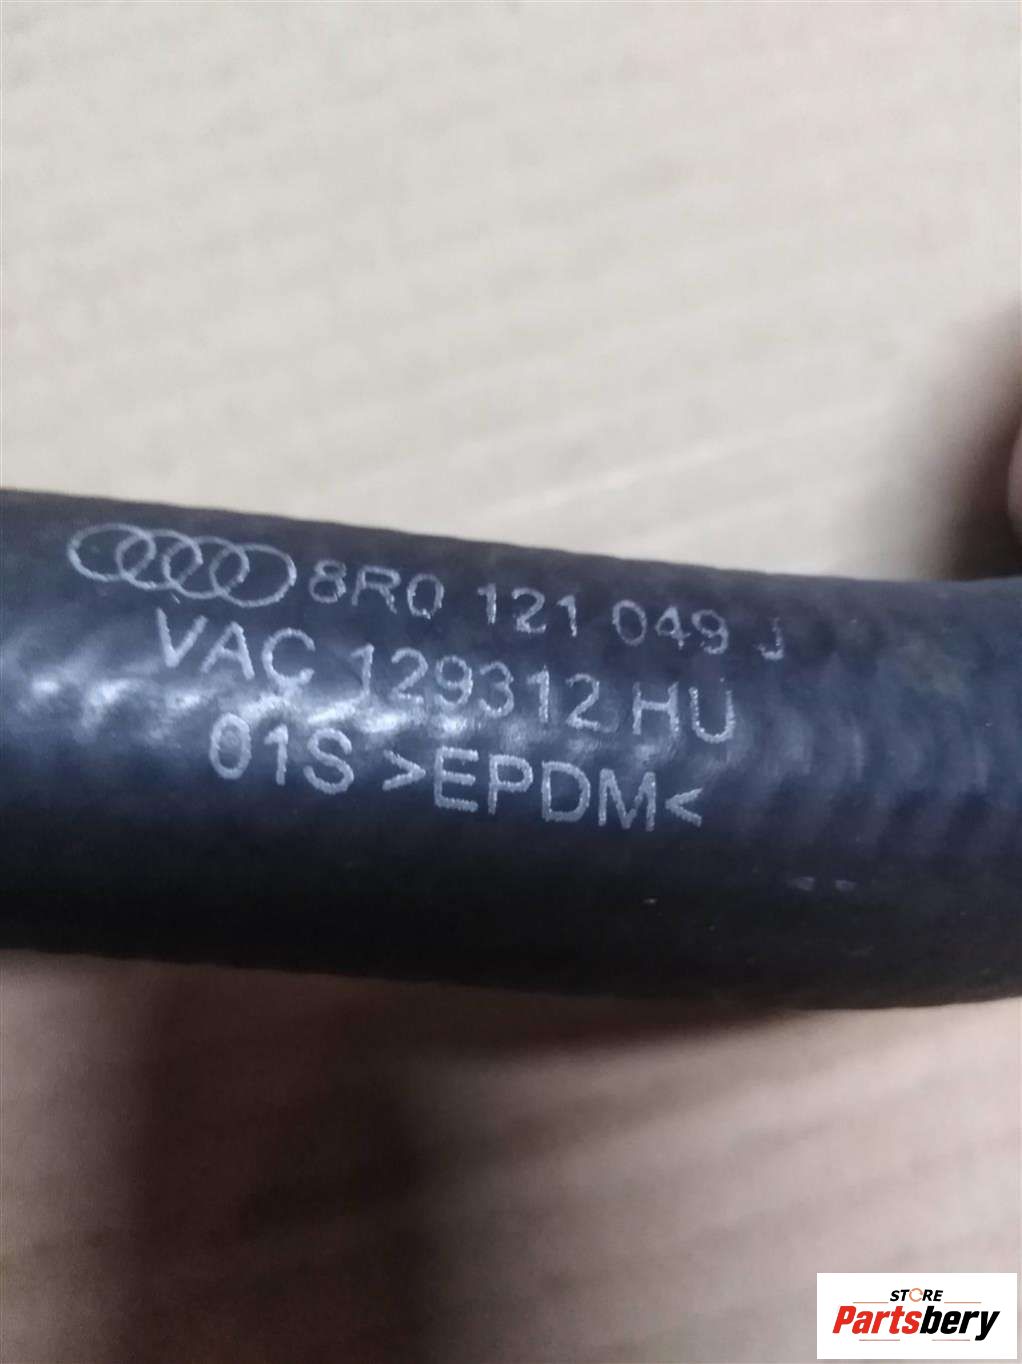 8R0 121 049 J
VAC 129312 HU
01S >EPDM<
STORE
Partsbery